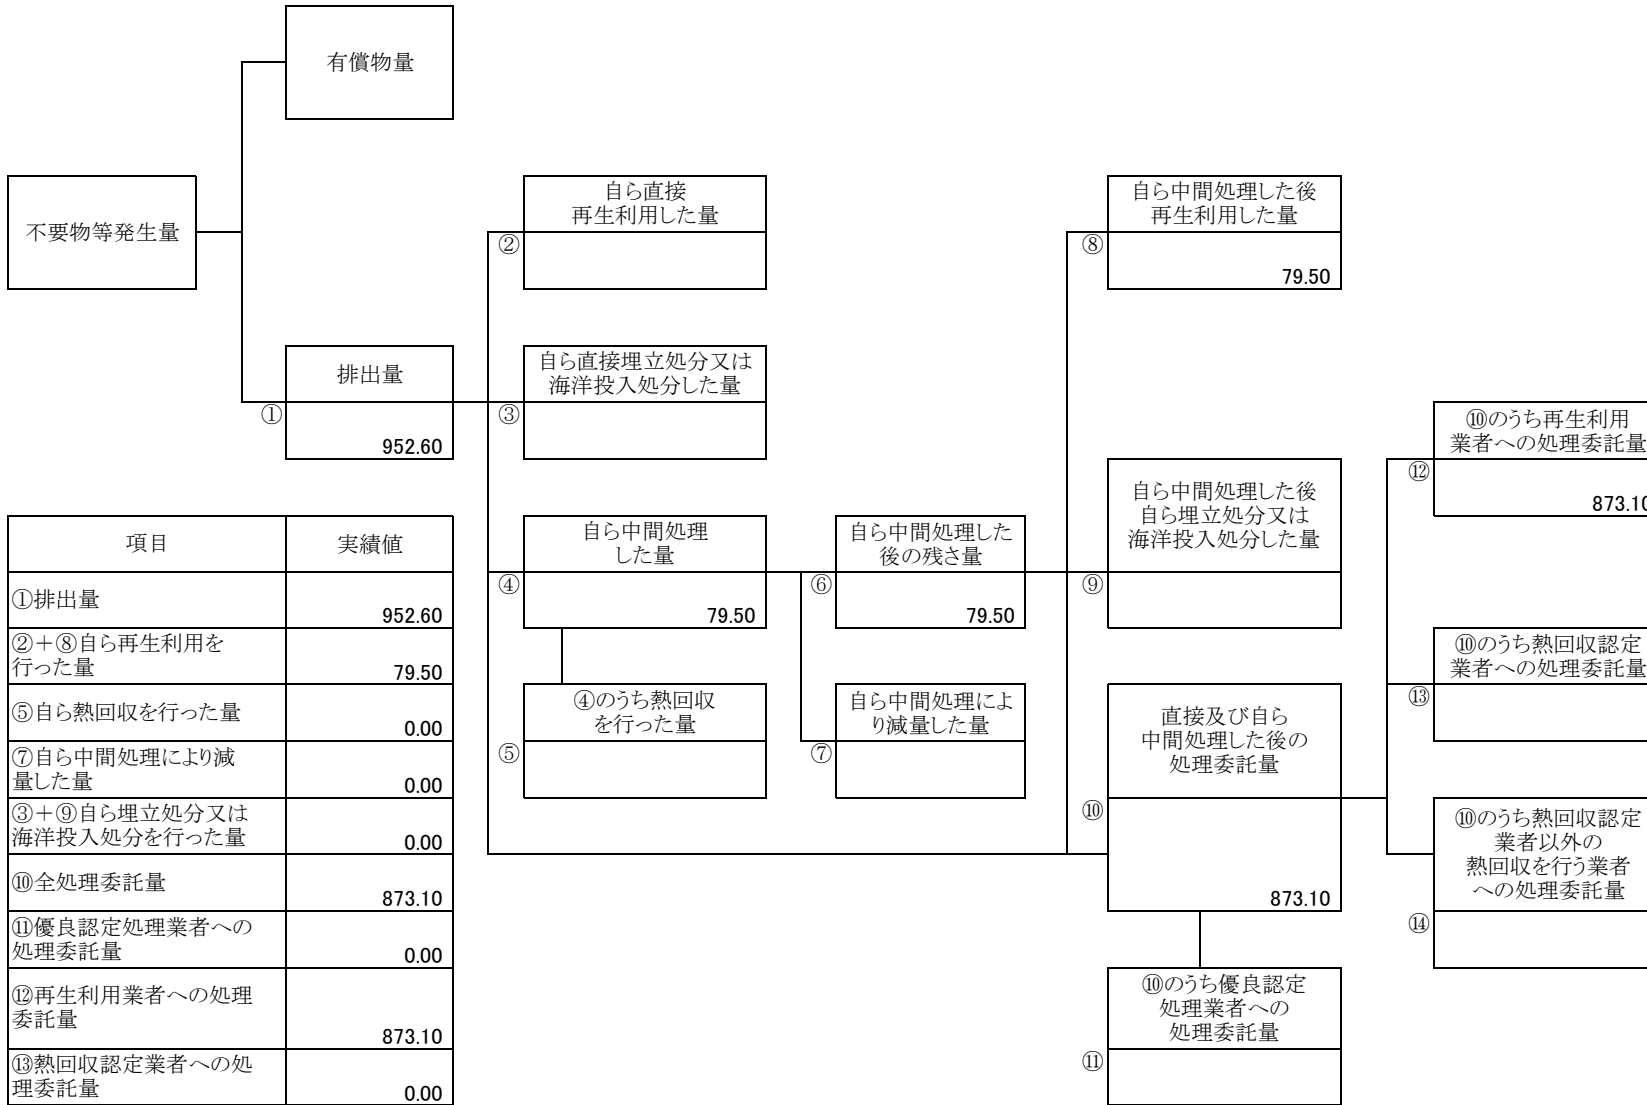 有償物量
不要物等発生量
自ら直接
再生利用した量
②
自ら中間処理した後
再生利用した量
⑧
79.50
排出量
①
952.60
自ら直接埋立処分又は
海洋投入処分した量
③
⑩のうち再生利用
業者への処理委託量
⑫
873.10
自ら中間処理
した量
④
79.50
自ら中間処理した
後の残さ量
⑥
79.50
自ら中間処理した後
自ら埋立処分又は
海洋投入処分した量
⑨
④のうち熱回収
を行った量
⑤
自ら中間処理によ
り減量した量
⑦
直接及び自ら
中間処理した後の
処理委託量
⑩
873.10
⑩のうち熱回収認定
業者への処理委託量
⑬
⑩のうち熱回収認定
業者以外の
熱回収を行う業者
への処理委託量
⑭
⑩のうち優良認定
処理業者への
処理委託量
⑪
項目 実績値
①排出量
952.60
②+⑧自ら再生利用を
行った量
79.50
⑤自ら熱回収を行った量
0.00
⑦自ら中間処理により減
量した量
0.00
③+⑨自ら埋立処分又は
海洋投入処分を行った量
0.00
⑩全処理委託量
873.10
⑪優良認定処理業者への
処理委託量
0.00
⑫再生利用業者への処理
委託量
873.10
⑬熱回収認定業者への処
理委託量
0.00